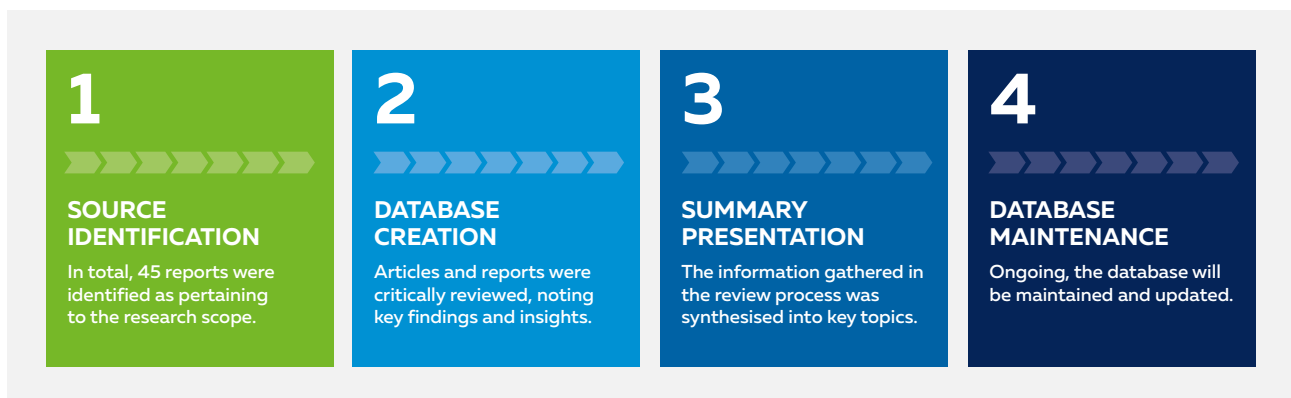 1
SOURCE
IDENTIFICATION
In total, 45 reports were
identified as pertaining
to the research scope.
2
DATABASE
CREATION
Articles and reports were
critically reviewed, noting
key findings and insights.
3
SUMMARY
PRESENTATION
The information gathered in
the review process was
synthesised into key topics.
4
DATABASE
MAINTENANCE
Ongoing, the database will
be maintained and updated.